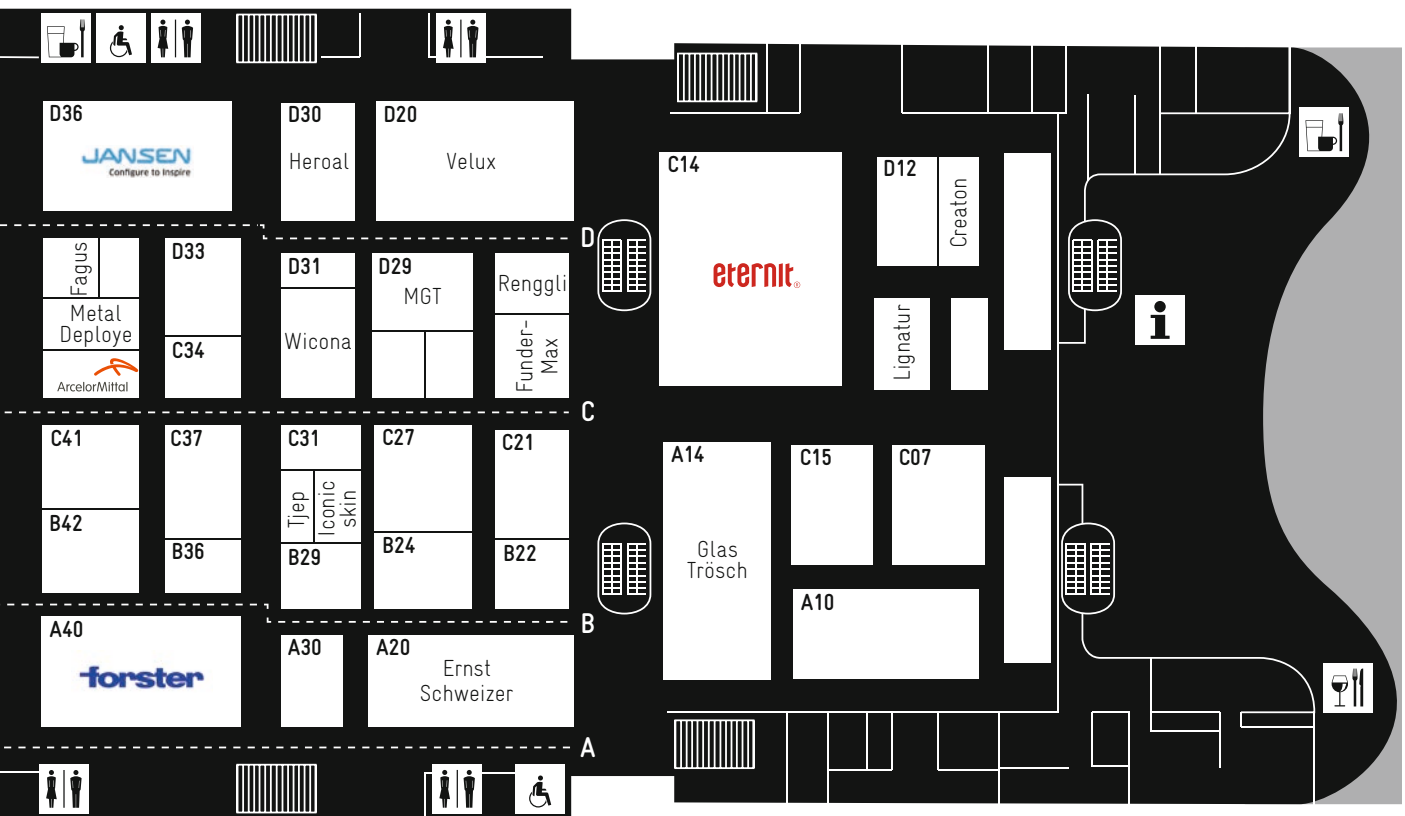 D36
JANSEN
Configure to Inspire
D30
Heroal
D20
Velux
C14
eternit®
D12
Creaton
D
Fagus
Metal
Deploye
ArcelorMittal
D33
C34
D31
Wicona
D29
MGT
Renggli
Funder-
Max
Lignatur
i
C
C41
B42
C37
B36
C31
Tjep
Iconic
skin
B29
C27
B24
C21
B22
A14
Glas
Trösch
C15
C07
A10
B
A40
forster
A30
A20
Ernst
Schweizer
A